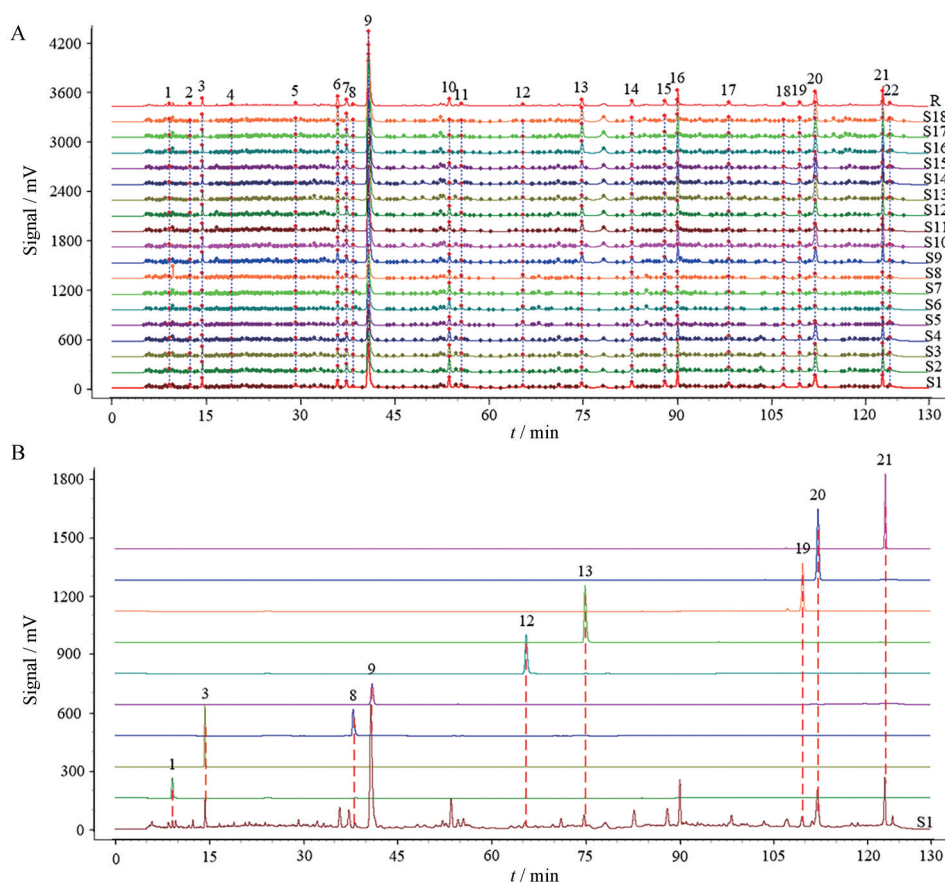 A
4200
3600
3000
2400
1800
1200
600
0
Signal / mV
1 2 3 4 5 6 7 8 9 10 11 12 13 14 15 16 17 18 19 20 21 22
R
S18
S17
S16
S15
S14
S13
S12
S11
S10
S9
S8
S7
S6
S5
S4
S3
S2
S1
0 15 30 45 60 75 90 105 120 130
t / min
B
1800
1500
1200
900
600
300
0
Signal / mV
1 3 8 9 12 13 19 20 21
S1
0 15 30 45 60 75 90 105 120 130
t / min